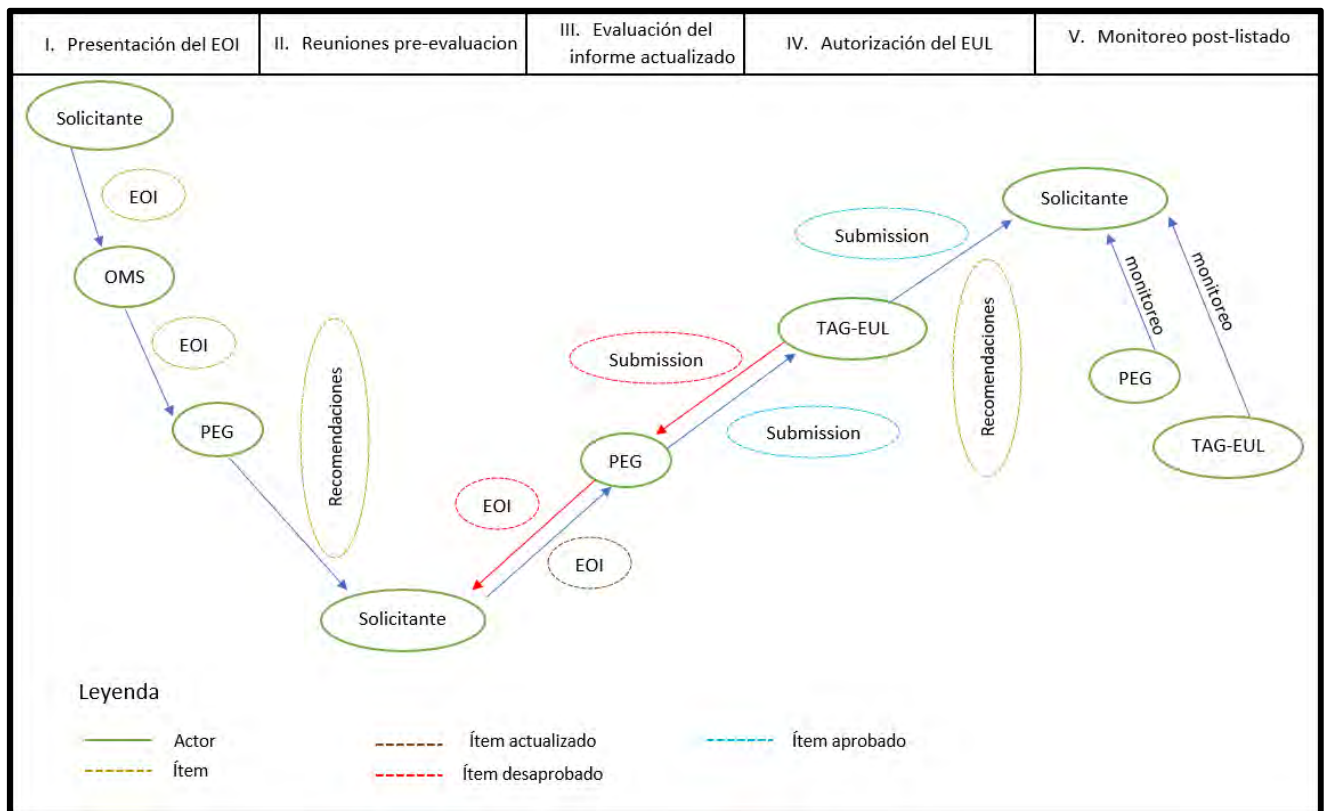 I. Presentación del EOI
II. Reuniones pre-evaluacion
III. Evaluación del
informe actualizado
IV. Autorización del EUL
V. Monitoreo post-listado
Solicitante
EOI
OMS
EOI
PEG
Recomendaciones
Solicitante
EOI
EOI
PEG
Submission
Submission
TAG-EUL
Submission
Recomendaciones
Solicitante
monitoreo
monitoreo
PEG
TAG-EUL
Leyenda
Actor
Ítem
Ítem actualizado
Ítem desaprobado
Ítem aprobado